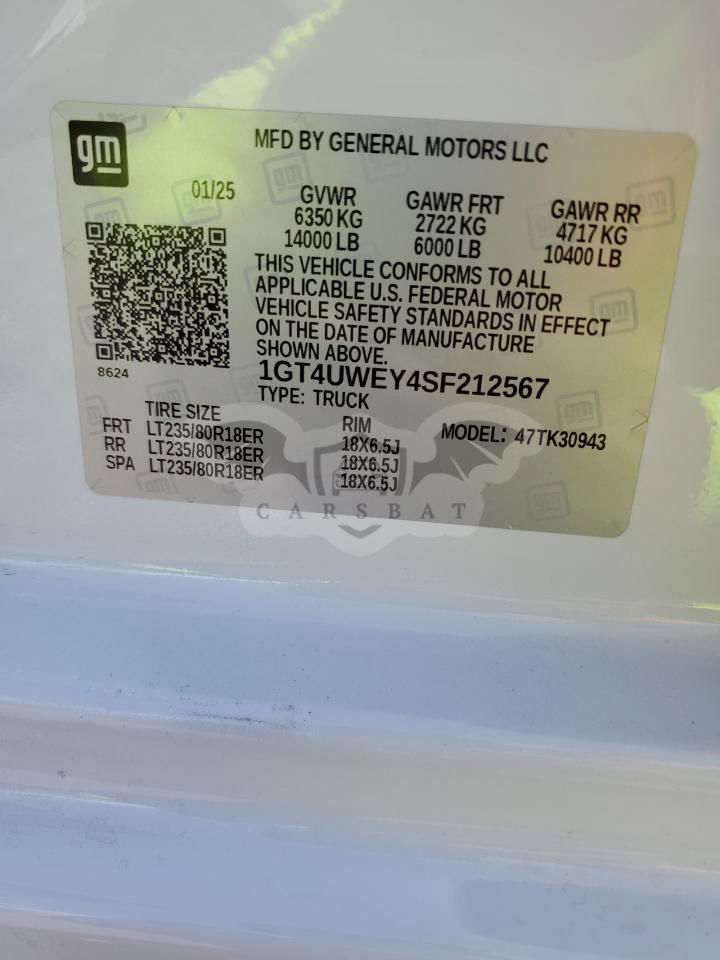 gm
MFD BY GENERAL MOTORS LLC
01/25
GVWR
6350 KG
14000 LB
GAWR FRT
2722 KG
6000 LB
GAWR RR
4717 KG
10400 LB
THIS VEHICLE CONFORMS TO ALL
APPLICABLE U.S. FEDERAL MOTOR
VEHICLE SAFETY STANDARDS IN EFFECT
ON THE DATE OF MANUFACTURE
SHOWN ABOVE.
8624
1GT4UWEY4SF212567
TYPE: TRUCK
TIRE SIZE
RIM
MODEL: 47TK30943
FRT LT235/80R18ER 18X6.5J
RR LT235/80R18ER 18X6.5J
SPA LT235/80R18ER 18X6.5J
CARSBAT